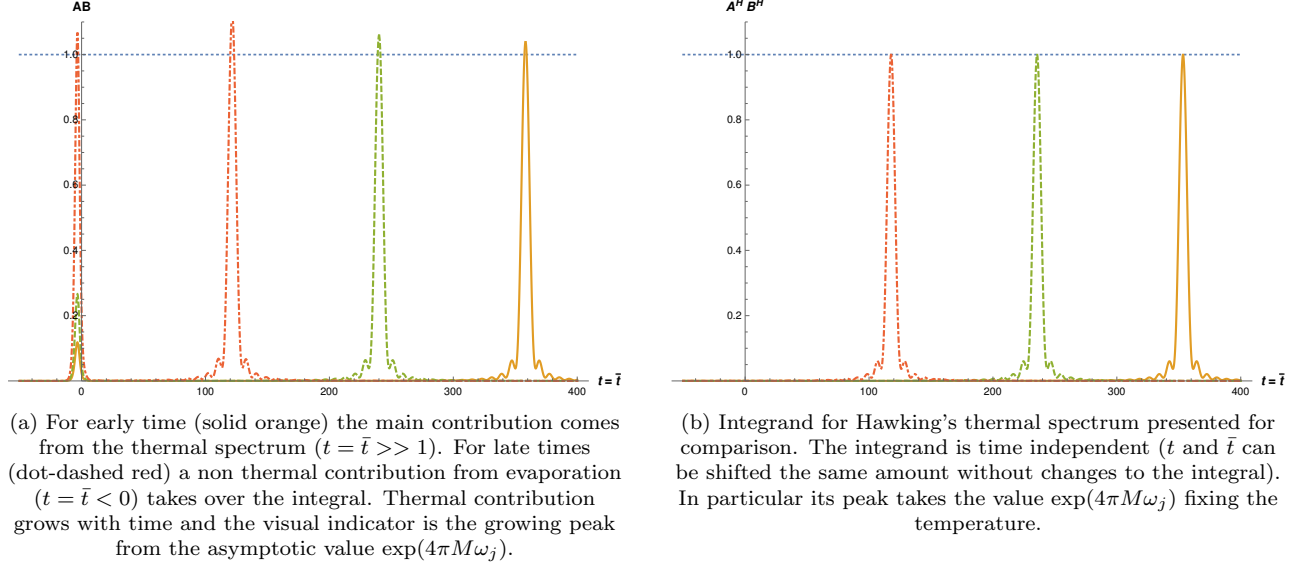 AB
1.0
0.8
0.6
0.4
0.2
0
100
200
300
400
t = t̄
(a) For early time (solid orange) the main contribution comes
from the thermal spectrum (t = t̄ >> 1). For late times
(dot-dashed red) a non thermal contribution from evaporation
(t = t̄ < 0) takes over the integral. Thermal contribution
grows with time and the visual indicator is the growing peak
from the asymptotic value exp(4πMωj).
Aᴴ Bᴴ
1.0
0.8
0.6
0.4
0.2
0
100
200
300
400
t = t̄
(b) Integrand for Hawking's thermal spectrum presented for
comparison. The integrand is time independent (t and t̄ can
be shifted the same amount without changes to the integral).
In particular its peak takes the value exp(4πMωj) fixing the
temperature.